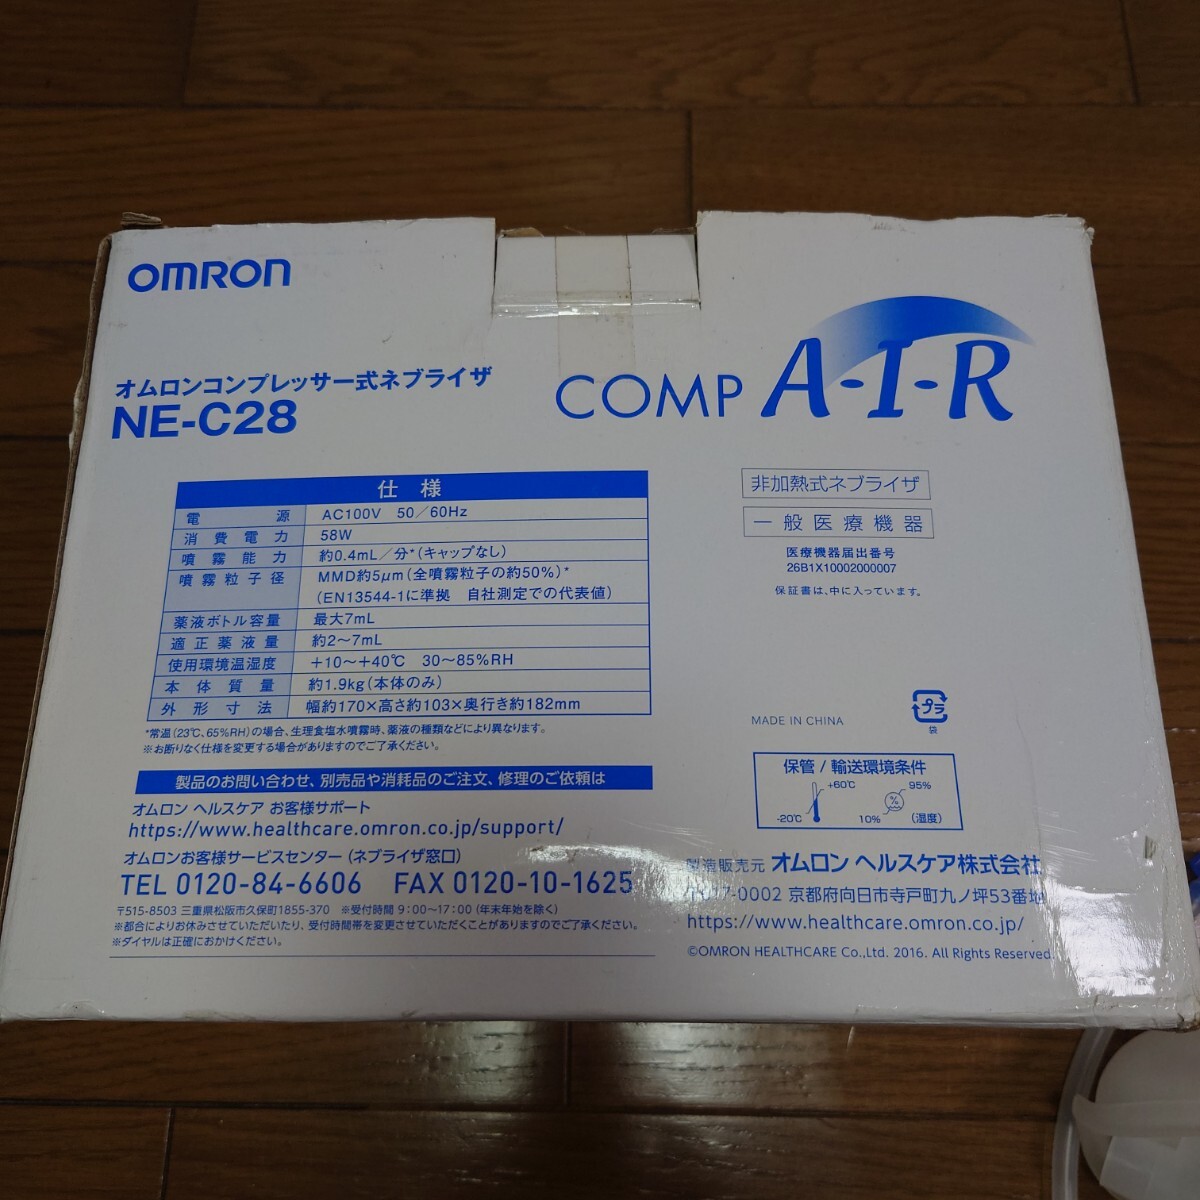 OMRON
オムロンコンプレッサー式ネブライザ
NE-C28
COMP A-I-R
仕様
電源 AC100V 50／60Hz
消費電力 58W
噴霧能力 約0.4mL／分*(キャップなし)
噴霧粒子径 MMD約5μm(全噴霧粒子の約50%)*
(EN13544-1に準拠 自社測定での代表値)
薬液ボトル容量 最大7mL
適正薬液量 約2～7mL
使用環境温湿度 +10～+40℃ 30～85%RH
本体質量 約1.9kg(本体のみ)
外形寸法 幅約170×高さ約103×奥行き約182mm
*常温(23℃、65%RH)の場合、生理食塩水噴霧時、薬液の種類などにより異なります。
※お断りなく仕様を変更する場合がありますのでご了承ください。
製品のお問い合わせ、別売品や消耗品のご注文、修理のご依頼は
オムロン ヘルスケア お客様サポート
https://www.healthcare.omron.co.jp/support/
オムロンお客様サービスセンター(ネブライザ窓口)
TEL 0120-84-6606 FAX 0120-10-1625
〒515-8503 三重県松阪市久保町1855-370 ※受付時間 9:00～17:00(年末年始を除く)
※都合によりお休みさせていただいたり、受付時間帯を変更させていただくことがありますのでご了承ください。
※ダイヤルは正確におかけください。
非加熱式ネブライザ
一般医療機器
医療機器届出番号
26B1X10002000007
保証書は、中に入っています。
プラ
袋
MADE IN CHINA
保管/輸送環境条件
+60℃
-20℃
95%
%
10%
(湿度)
製造販売元 オムロン ヘルスケア株式会社
〒617-0002 京都府向日市寺戸町九ノ坪53番地
https://www.healthcare.omron.co.jp/
©OMRON HEALTHCARE Co.,Ltd. 2016. All Rights Reserved.